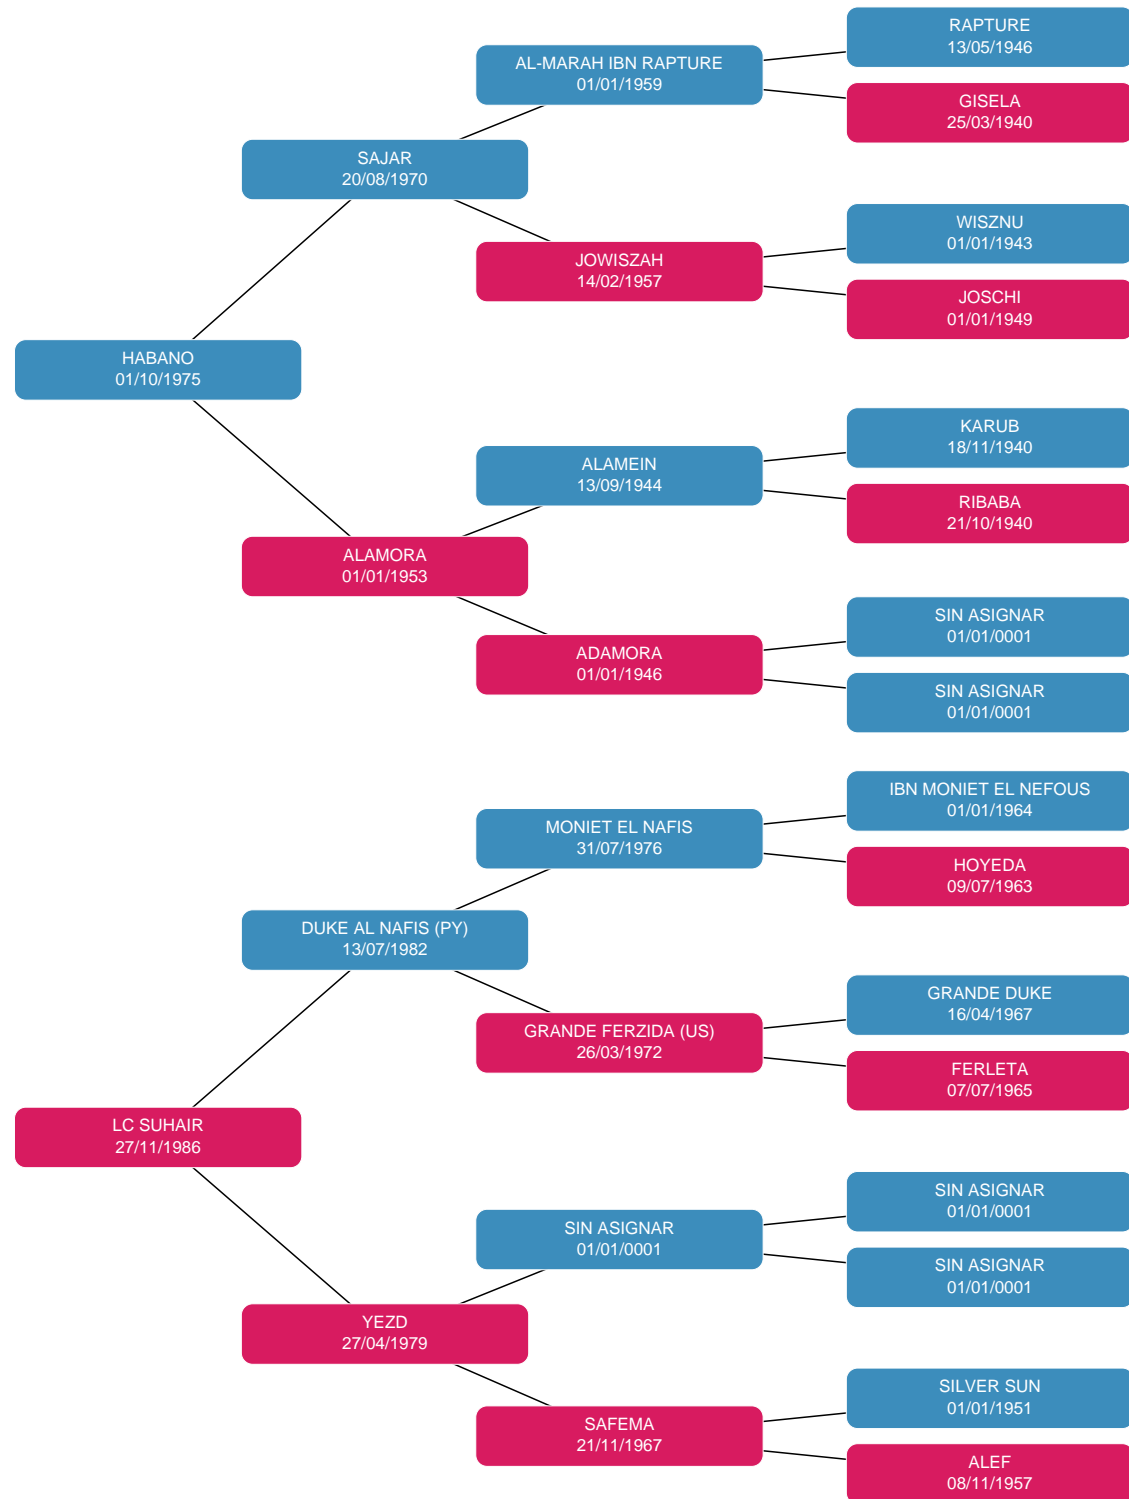 RAPTURE
13/05/1946
AL-MARAH IBN RAPTURE
01/01/1959
GISELA
25/03/1940
SAJAR
20/08/1970
WISZNU
01/01/1943
JOWISZAH
14/02/1957
JOSCHI
01/01/1949
HABANO
01/10/1975
KARUB
18/11/1940
ALAMEIN
13/09/1944
RIBABA
21/10/1940
ALAMORA
01/01/1953
SIN ASIGNAR
01/01/0001
ADAMORA
01/01/1946
SIN ASIGNAR
01/01/0001
IBN MONIET EL NEFOUS
01/01/1964
MONIET EL NAFIS
31/07/1976
HOYEDA
09/07/1963
DUKE AL NAFIS (PY)
13/07/1982
GRANDE DUKE
16/04/1967
GRANDE FERZIDA (US)
26/03/1972
FERLETA
07/07/1965
LC SUHAIR
27/11/1986
SIN ASIGNAR
01/01/0001
SIN ASIGNAR
01/01/0001
SIN ASIGNAR
01/01/0001
YEZD
27/04/1979
SILVER SUN
01/01/1951
SAFEMA
21/11/1967
ALEF
08/11/1957